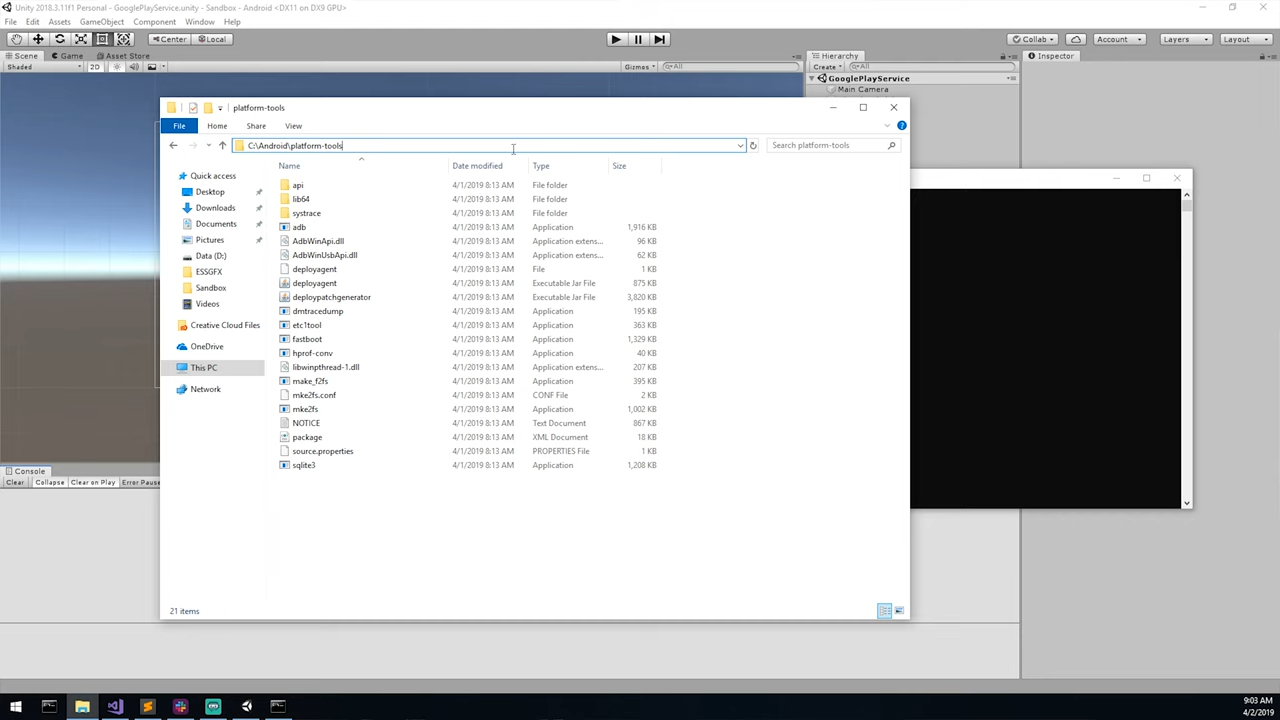 Unity 2018.3.11f1 Personal - GooglePlayService.unity - Sandbox - Android <DX11 on DX9 GPU>
File Edit Assets GameObject Component Window Help
Center Local Collab Account Layers Layout
Scene Game Asset Store Hierarchy Inspector
Shaded 2D Gizmos All Create All
GooglePlayService
Main Camera
platform-tools
File Home Share View
C:\Android\platform-tools Search platform-tools
Name Date modified Type Size
Quick access
Desktop
Downloads
Documents
Pictures
Data (D:)
ESSGFX
Sandbox
Videos
Creative Cloud Files
OneDrive
This PC
Network
api 4/1/2019 8:13 AM File folder
lib64 4/1/2019 8:13 AM File folder
systrace 4/1/2019 8:13 AM File folder
adb 4/1/2019 8:13 AM Application 1,916 KB
AdbWinApi.dll 4/1/2019 8:13 AM Application extens... 96 KB
AdbWinUsbApi.dll 4/1/2019 8:13 AM Application extens... 62 KB
deployagent 4/1/2019 8:13 AM File 1 KB
deployagent 4/1/2019 8:13 AM Executable Jar File 875 KB
deploypatchgenerator 4/1/2019 8:13 AM Executable Jar File 3,820 KB
dmtracedump 4/1/2019 8:13 AM Application 195 KB
etc1tool 4/1/2019 8:13 AM Application 363 KB
fastboot 4/1/2019 8:13 AM Application 1,329 KB
hprof-conv 4/1/2019 8:13 AM Application 40 KB
libwinpthread-1.dll 4/1/2019 8:13 AM Application extens... 207 KB
make_f2fs 4/1/2019 8:13 AM Application 395 KB
mke2fs.conf 4/1/2019 8:13 AM CONF File 2 KB
mke2fs 4/1/2019 8:13 AM Application 1,002 KB
NOTICE 4/1/2019 8:13 AM Text Document 867 KB
package 4/1/2019 8:13 AM XML Document 18 KB
source.properties 4/1/2019 8:13 AM PROPERTIES File 1 KB
sqlite3 4/1/2019 8:13 AM Application 1,208 KB
Console
Clear Collapse Clear on Play Error Pause
21 items
9:03 AM
4/2/2019